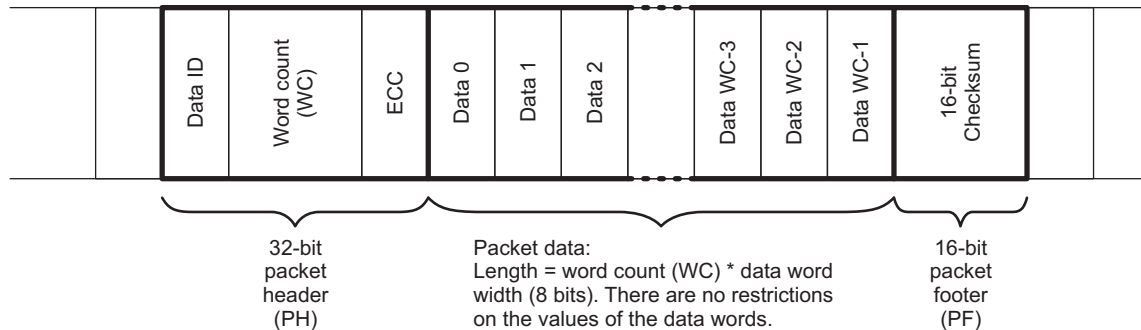 Data ID
Word count
(WC)
ECC
Data 0
Data 1
Data 2
Data WC-3
Data WC-2
Data WC-1
16-bit
Checksum
32-bit
packet
header
(PH)
Packet data:
Length = word count (WC) * data word
width (8 bits). There are no restrictions
on the values of the data words.
16-bit
packet
footer
(PF)